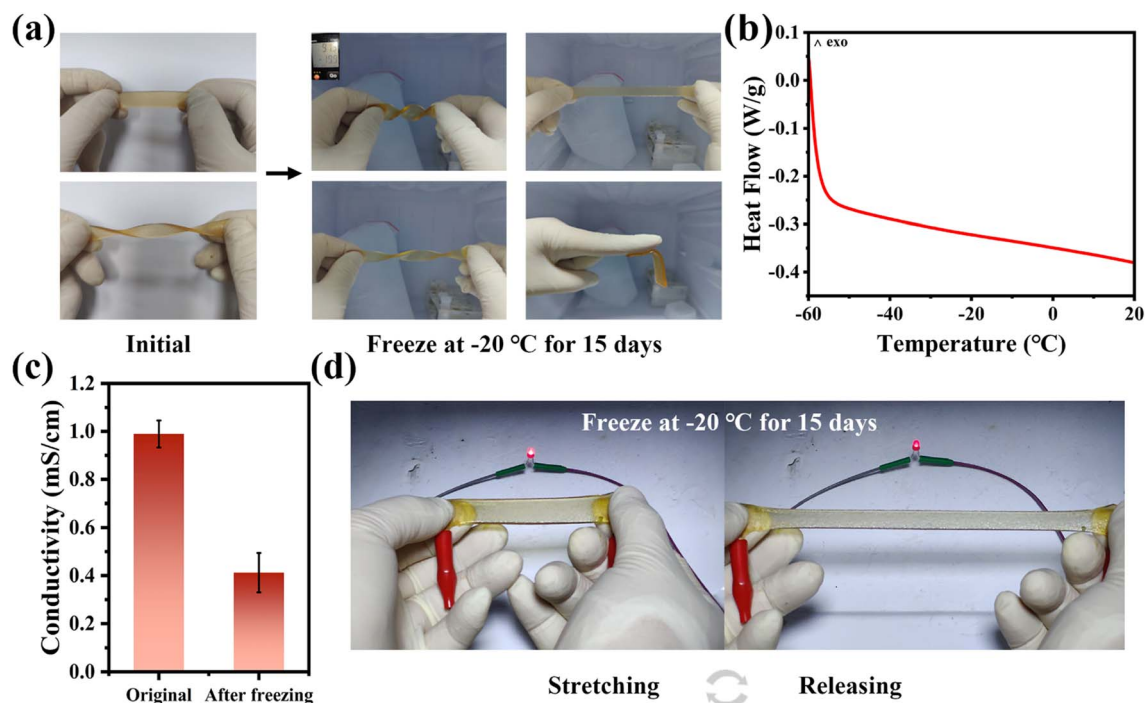 (a)
Initial
Freeze at -20 °C for 15 days
(b)
^ exo
Heat Flow (W/g)
0.1
0.0
-0.1
-0.2
-0.3
-0.4
-60
-40
-20
0
20
Temperature (°C)
(c)
Conductivity (mS/cm)
1.2
1.0
0.8
0.6
0.4
0.2
0.0
Original
After freezing
(d)
Freeze at -20 °C for 15 days
Stretching
Releasing